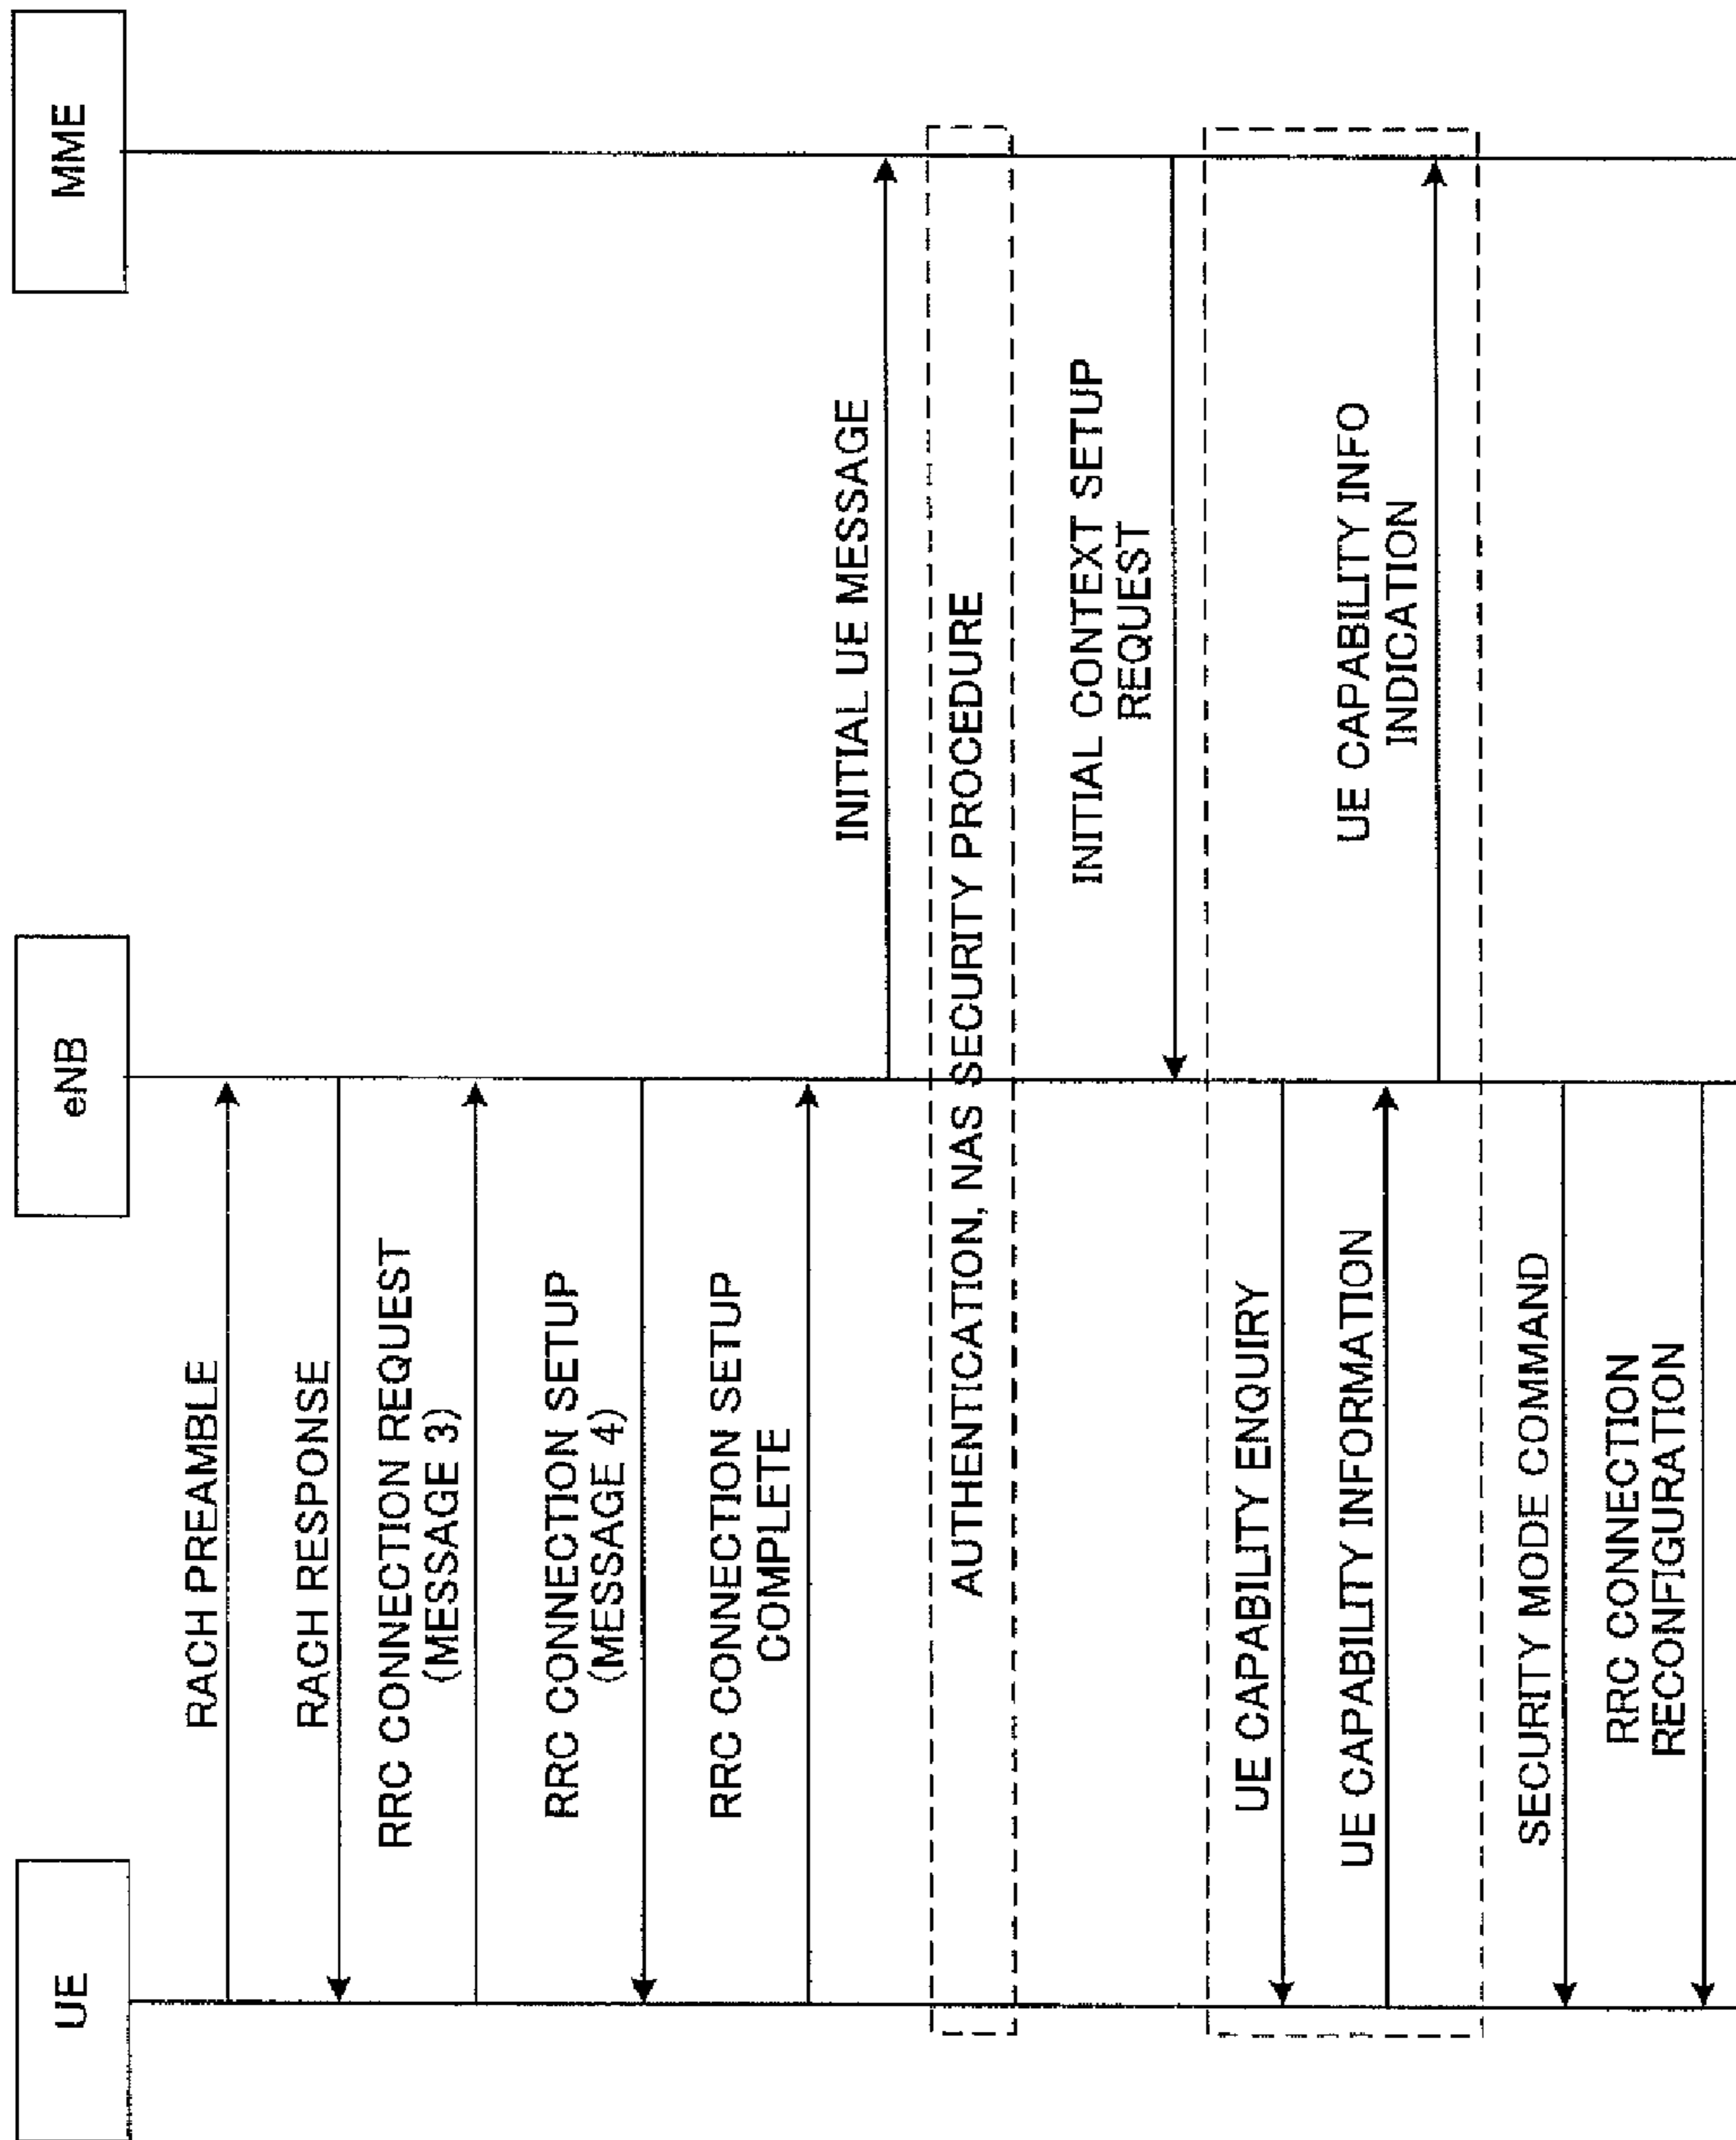 UE
eNB
MME
RACH PREAMBLE
RACH RESPONSE
RRC CONNECTION REQUEST
(MESSAGE 3)
RRC CONNECTION SETUP
(MESSAGE 4)
RRC CONNECTION SETUP
COMPLETE
INITIAL UE MESSAGE
AUTHENTICATION, NAS SECURITY PROCEDURE
INITIAL CONTEXT SETUP
REQUEST
UE CAPABILITY ENQUIRY
UE CAPABILITY INFORMATION
UE CAPABILITY INFO
INDICATION
SECURITY MODE COMMAND
RRC CONNECTION
RECONFIGURATION